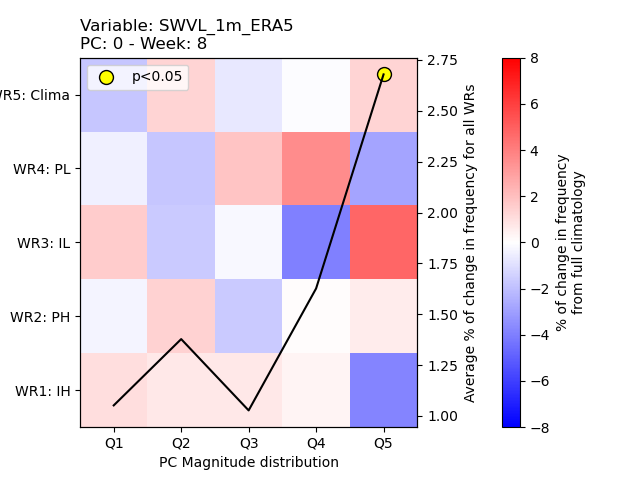 Variable: SWVL_1m_ERA5
PC: 0 - Week: 8
p<0.05
WR5: Clima
WR4: PL
WR3: IL
WR2: PH
WR1: IH
Q1 Q2 Q3 Q4 Q5
PC Magnitude distribution
2.75
2.50
2.25
2.00
1.75
1.50
1.25
1.00
Average % of change in frequency for all WRs
8
6
4
2
0
−2
−4
−6
−8
% of change in frequency
from full climatology